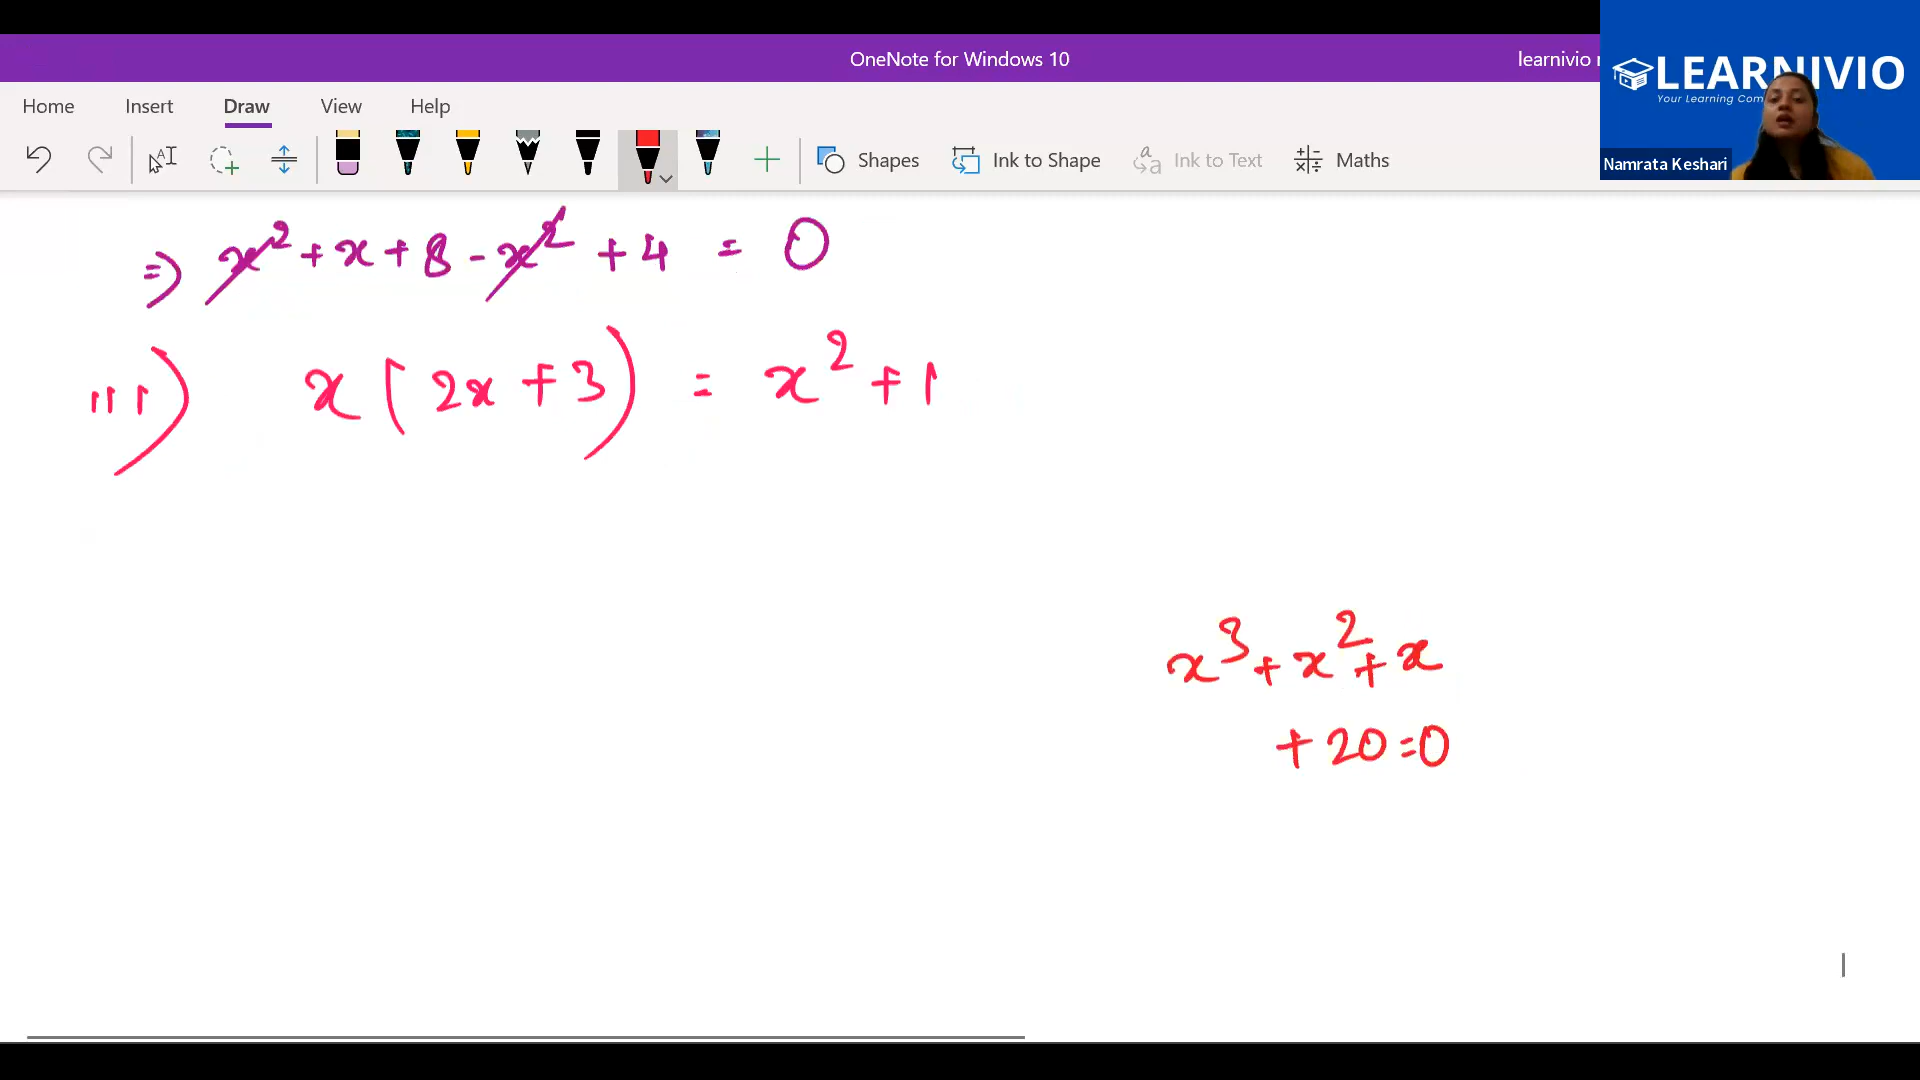 OneNote for Windows 10
learnivio
LEARNIVIO
Your Learning Com
Namrata Keshari
Home Insert Draw View Help
Shapes Ink to Shape Ink to Text Maths
⇒) x² + x + 8 - x² + 4 = 0
iii) x(2x+3) = x² + 1
x³ + x² + x
+ 20 = 0